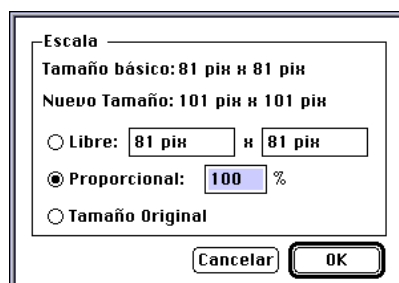 Escala
Tamaño básico: 81 pix x 81 pix
Nuevo Tamaño: 101 pix x 101 pix
Libre: 81 pix x 81 pix
Proporcional: 100 %
Tamaño Original
Cancelar OK